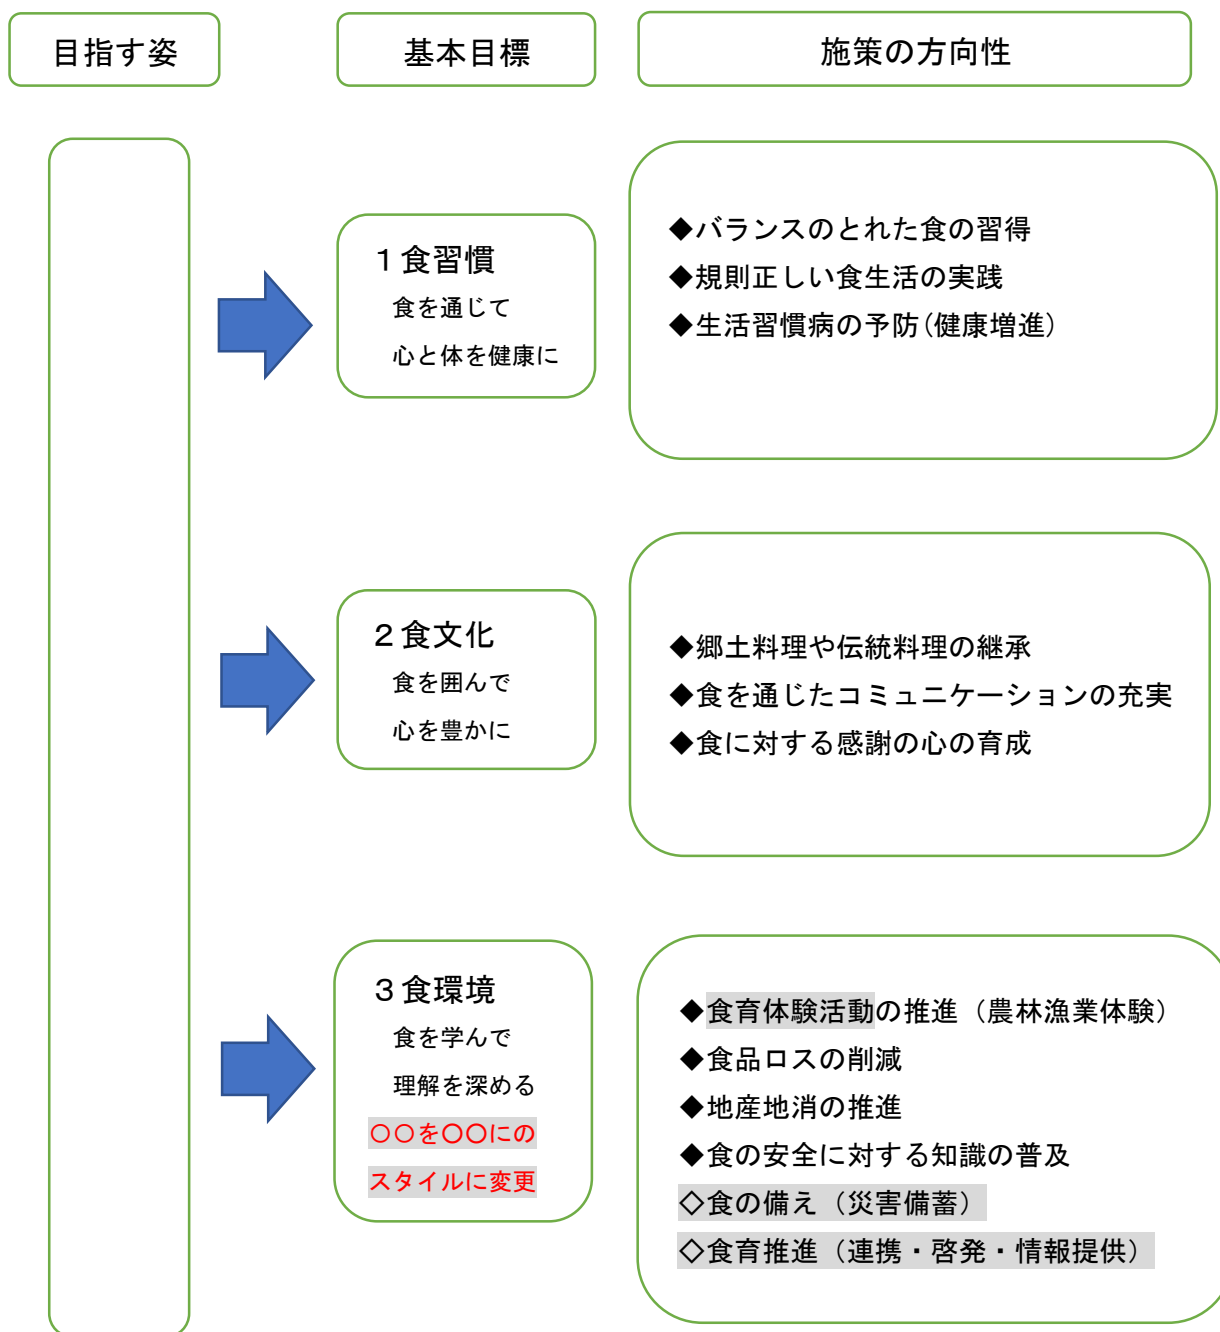 目指す姿
基本目標
施策の方向性
１食習慣
食を通じて
心と体を健康に
◆バランスのとれた食の習得
◆規則正しい食生活の実践
◆生活習慣病の予防(健康増進)
２食文化
食を囲んで
心を豊かに
◆郷土料理や伝統料理の継承
◆食を通じたコミュニケーションの充実
◆食に対する感謝の心の育成
３食環境
食を学んで
理解を深める
〇〇を〇〇にの
スタイルに変更
◆食育体験活動の推進（農林漁業体験）
◆食品ロスの削減
◆地産地消の推進
◆食の安全に対する知識の普及
◇食の備え（災害備蓄）
◇食育推進（連携・啓発・情報提供）